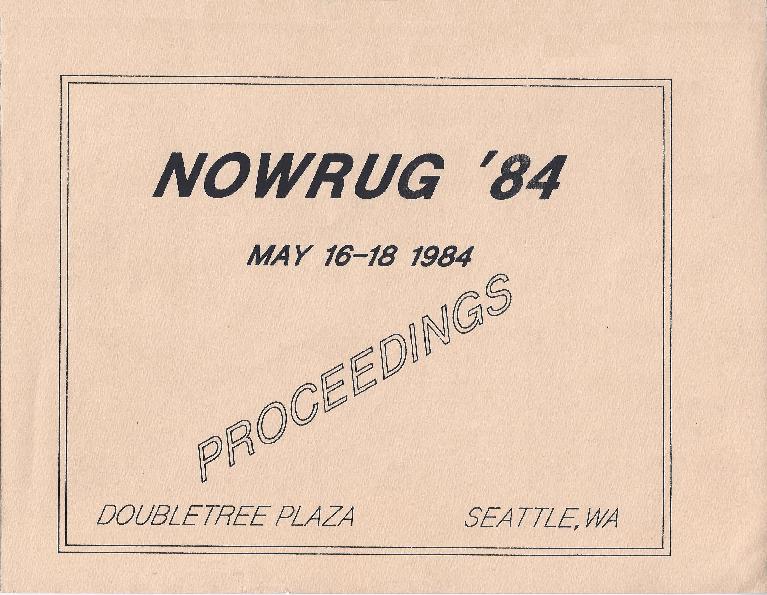 NOWRUG '84
MAY 16-18 1984
PROCEEDINGS
DOUBLETREE PLAZA
SEATTLE, WA